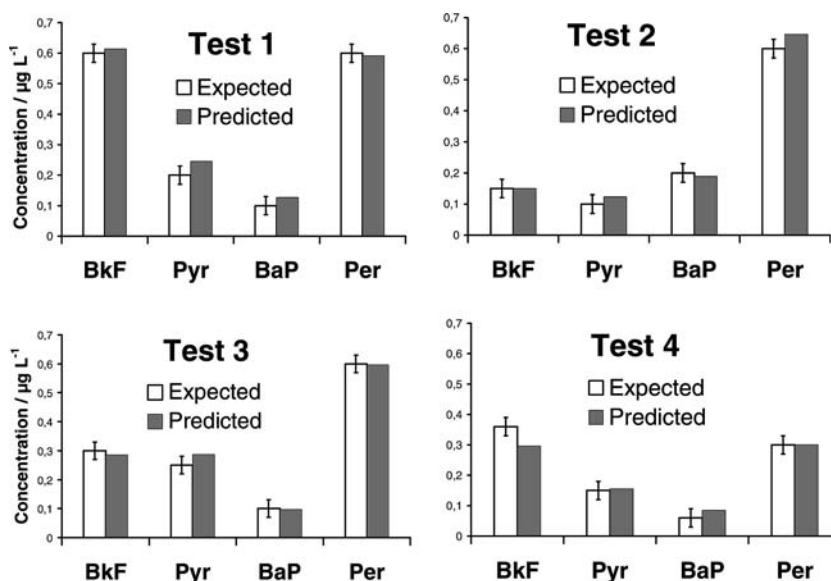 Test 1
Expected
Predicted
Concentration / µg L-1
0,7
0,6
0,5
0,4
0,3
0,2
0,1
0
BkF Pyr BaP Per
Test 2
Expected
Predicted
0,7
0,6
0,5
0,4
0,3
0,2
0,1
0
BkF Pyr BaP Per
Test 3
Expected
Predicted
Concentration / µg L-1
0,7
0,6
0,5
0,4
0,3
0,2
0,1
0
BkF Pyr BaP Per
Test 4
Expected
Predicted
0,7
0,6
0,5
0,4
0,3
0,2
0,1
0
BkF Pyr BaP Per